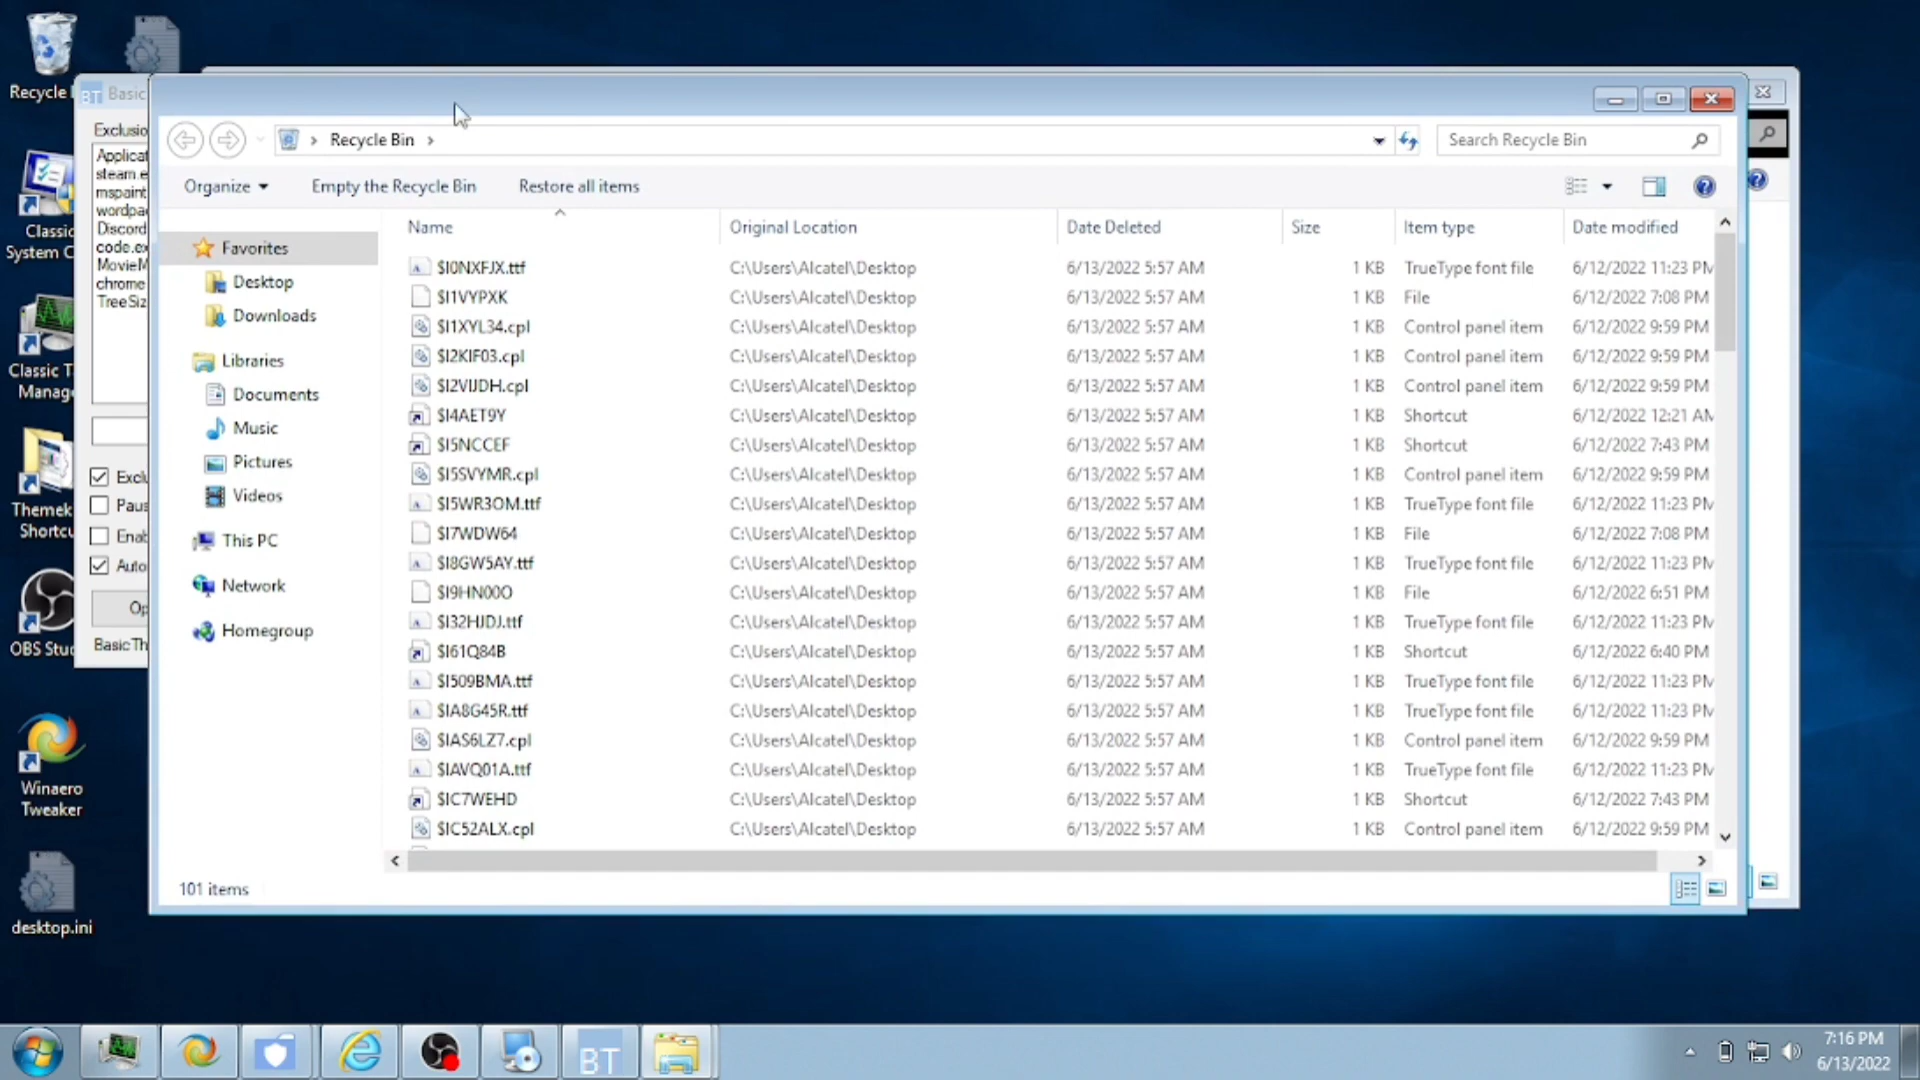 Recycle
BT Basic
Exclusio
Applicat
steam.e
mspaint
wordpac
Discord
code.ex
MovieM
chrome
TreeSiz
Exclu
Paus
Enab
Auto
Op
Basic Th
Classic
System C
Classic T
Manag
Themek
Shortcu
OBS Stud
Winaero
Tweaker
desktop.ini
Recycle Bin
Search Recycle Bin
Organize
Empty the Recycle Bin
Restore all items
Favorites
Desktop
Downloads
Libraries
Documents
Music
Pictures
Videos
This PC
Network
Homegroup
Name Original Location Date Deleted Size Item type Date modified
$I0NXFJX.ttf C:\Users\Alcatel\Desktop 6/13/2022 5:57 AM 1 KB TrueType font file 6/12/2022 11:23 PM
$I1VYPXK C:\Users\Alcatel\Desktop 6/13/2022 5:57 AM 1 KB File 6/12/2022 7:08 PM
$I1XYL34.cpl C:\Users\Alcatel\Desktop 6/13/2022 5:57 AM 1 KB Control panel item 6/12/2022 9:59 PM
$I2KIF03.cpl C:\Users\Alcatel\Desktop 6/13/2022 5:57 AM 1 KB Control panel item 6/12/2022 9:59 PM
$I2VIJDH.cpl C:\Users\Alcatel\Desktop 6/13/2022 5:57 AM 1 KB Control panel item 6/12/2022 9:59 PM
$I4AET9Y C:\Users\Alcatel\Desktop 6/13/2022 5:57 AM 1 KB Shortcut 6/12/2022 12:21 AM
$I5NCCEF C:\Users\Alcatel\Desktop 6/13/2022 5:57 AM 1 KB Shortcut 6/12/2022 7:43 PM
$I5SVYMR.cpl C:\Users\Alcatel\Desktop 6/13/2022 5:57 AM 1 KB Control panel item 6/12/2022 9:59 PM
$I5WR3OM.ttf C:\Users\Alcatel\Desktop 6/13/2022 5:57 AM 1 KB TrueType font file 6/12/2022 11:23 PM
$I7WDW64 C:\Users\Alcatel\Desktop 6/13/2022 5:57 AM 1 KB File 6/12/2022 7:08 PM
$I8GW5AY.ttf C:\Users\Alcatel\Desktop 6/13/2022 5:57 AM 1 KB TrueType font file 6/12/2022 11:23 PM
$I9HN00O C:\Users\Alcatel\Desktop 6/13/2022 5:57 AM 1 KB File 6/12/2022 6:51 PM
$I32HJDJ.ttf C:\Users\Alcatel\Desktop 6/13/2022 5:57 AM 1 KB TrueType font file 6/12/2022 11:23 PM
$I61Q84B C:\Users\Alcatel\Desktop 6/13/2022 5:57 AM 1 KB Shortcut 6/12/2022 6:40 PM
$I509BMA.ttf C:\Users\Alcatel\Desktop 6/13/2022 5:57 AM 1 KB TrueType font file 6/12/2022 11:23 PM
$IA8G45R.ttf C:\Users\Alcatel\Desktop 6/13/2022 5:57 AM 1 KB TrueType font file 6/12/2022 11:23 PM
$IAS6LZ7.cpl C:\Users\Alcatel\Desktop 6/13/2022 5:57 AM 1 KB Control panel item 6/12/2022 9:59 PM
$IAVQ01A.ttf C:\Users\Alcatel\Desktop 6/13/2022 5:57 AM 1 KB TrueType font file 6/12/2022 11:23 PM
$IC7WEHD C:\Users\Alcatel\Desktop 6/13/2022 5:57 AM 1 KB Shortcut 6/12/2022 7:43 PM
$IC52ALX.cpl C:\Users\Alcatel\Desktop 6/13/2022 5:57 AM 1 KB Control panel item 6/12/2022 9:59 PM
101 items
BT
7:16 PM
6/13/2022